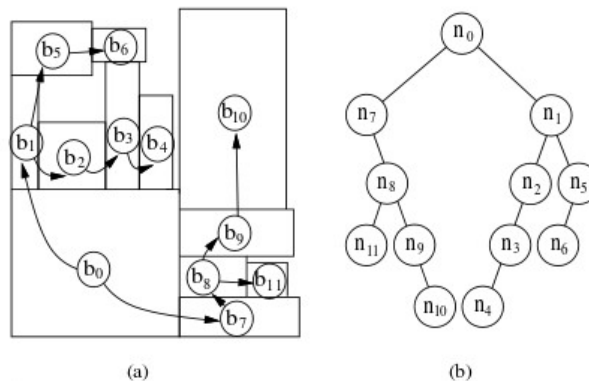 b5 b6 n0
b10 n7 n1
b1 b2 b3 b4
n8 n2 n5
b9 n11 n9 n3 n6
b0 b8 b11
b7 n10 n4
(a) (b)